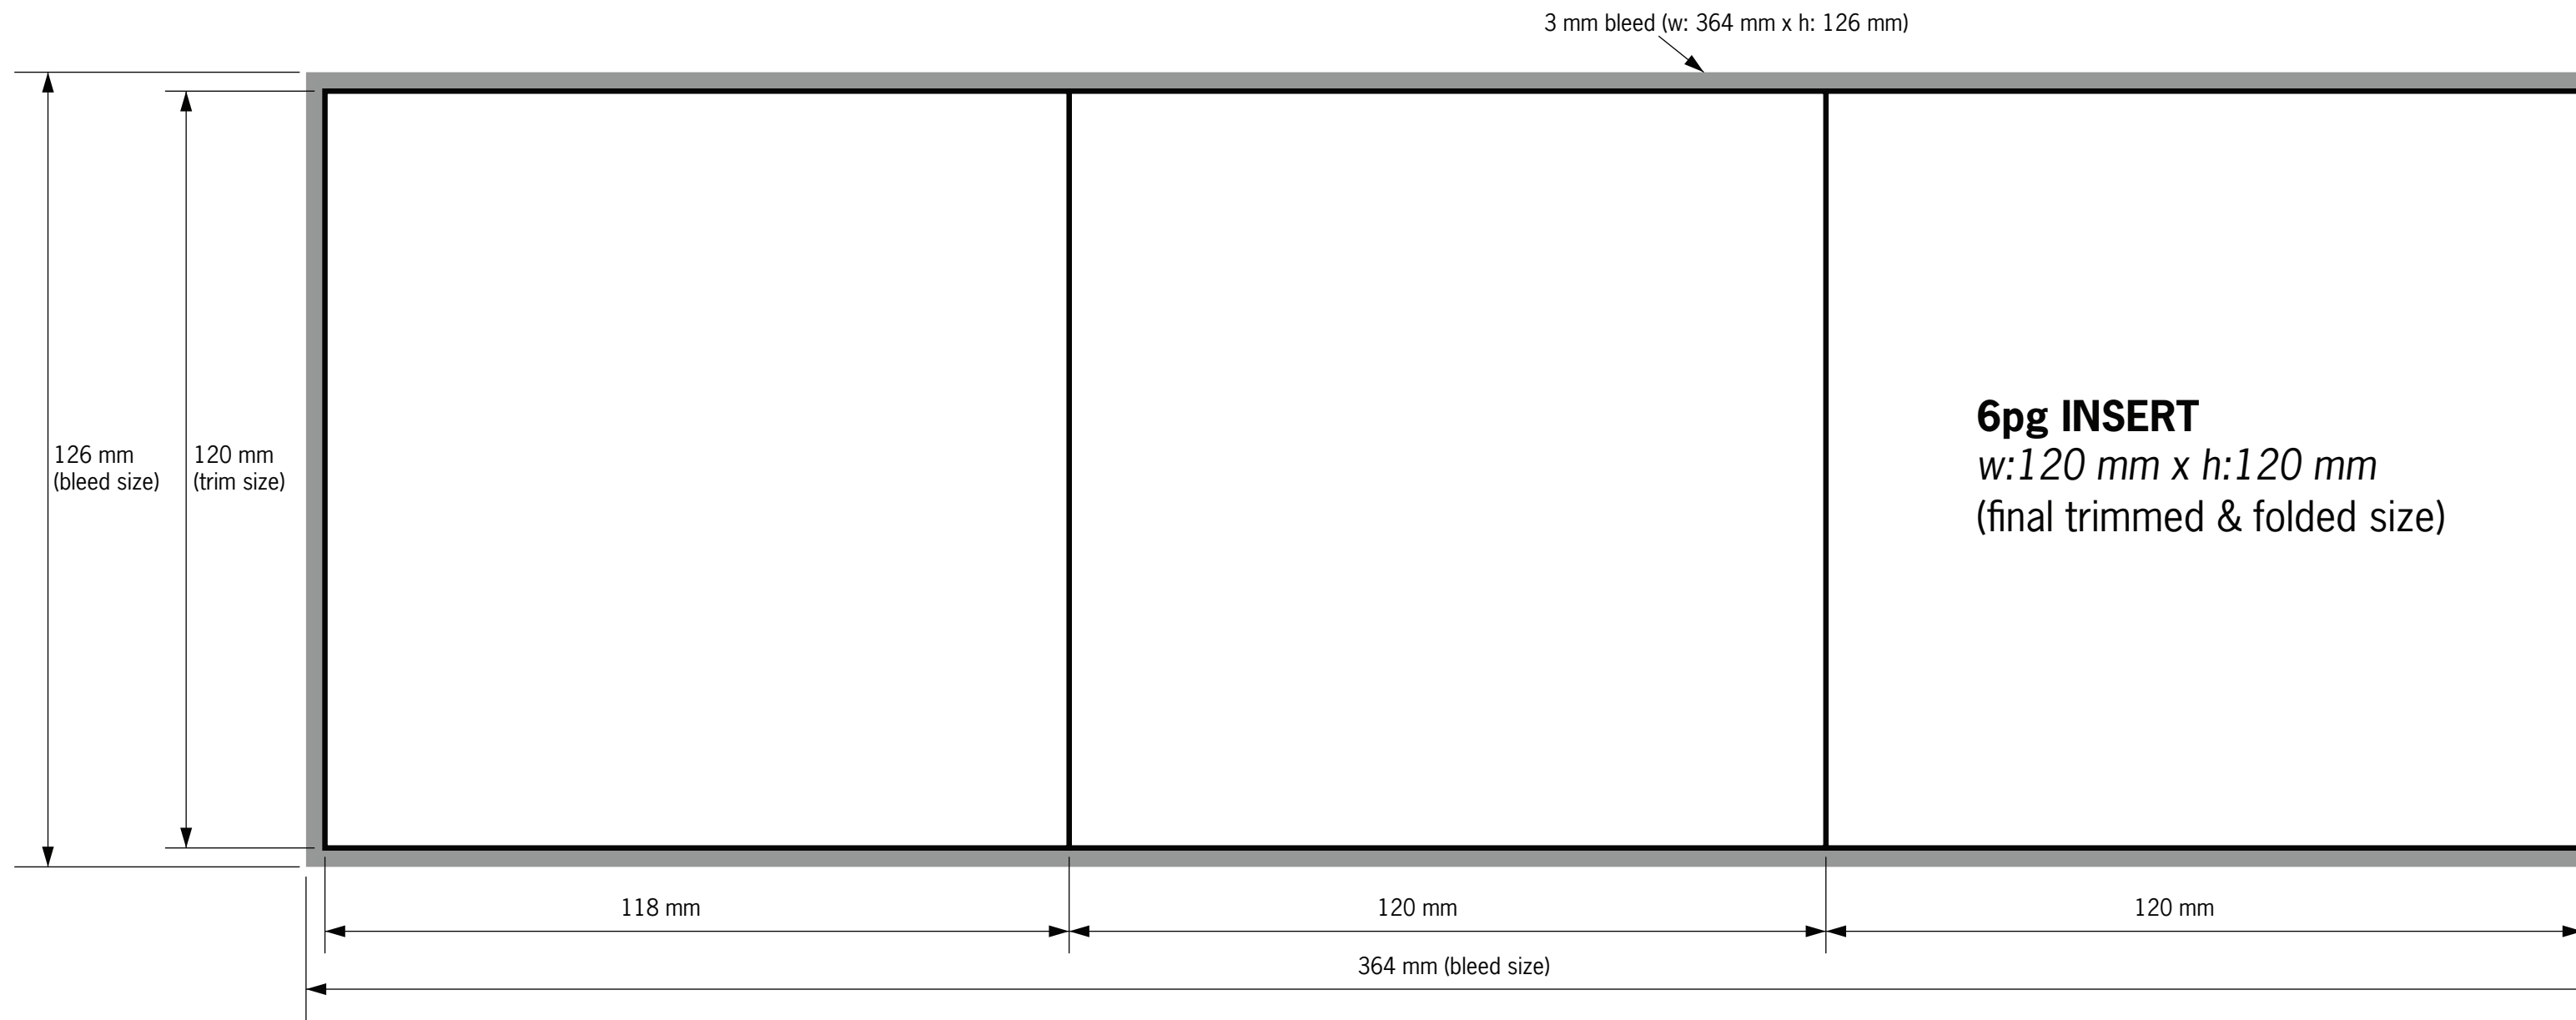 3 mm bleed (w: 364 mm x h: 126 mm)
126 mm
(bleed size)
120 mm
(trim size)
6pg INSERT
w:120 mm x h:120 mm
(final trimmed & folded size)
118 mm
120 mm
120 mm
364 mm (bleed size)